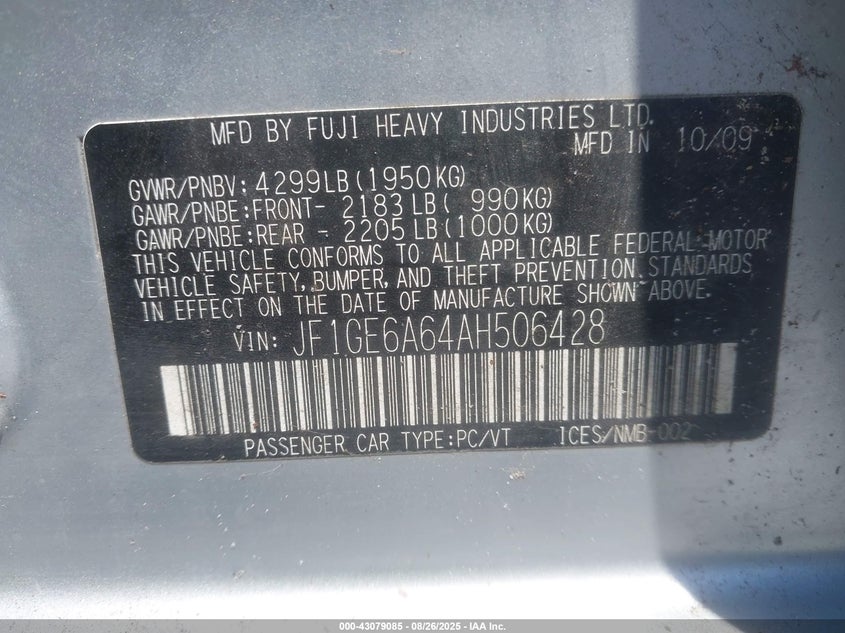 MFD BY FUJI HEAVY INDUSTRIES LTD.
MFD IN 10/09
GVWR/PNBV: 4299LB (1950KG)
GAWR/PNBE: FRONT- 2183 LB ( 990KG)
GAWR/PNBE: REAR - 2205 LB (1000KG)
THIS VEHICLE CONFORMS TO ALL APPLICABLE FEDERAL MOTOR
VEHICLE SAFETY, BUMPER, AND THEFT PREVENTION STANDARDS
IN EFFECT ON THE DATE OF MANUFACTURE SHOWN ABOVE.
VIN: JF1GE6A64AH506428
PASSENGER CAR TYPE:PC/VT ICES/NMB-002
000-43079085 - 08/26/2025 - IAA Inc.